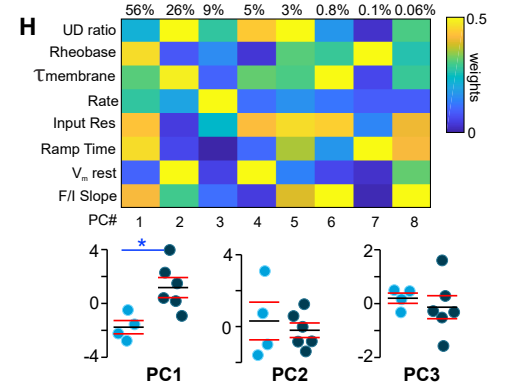 H
56% 26% 9% 5% 3% 0.8% 0.1% 0.06%
UD ratio
Rheobase
τmembrane
Rate
Input Res
Ramp Time
Vm rest
F/I Slope
PC# 1 2 3 4 5 6 7 8
0.5
weights
0
*
4
0
-4
PC1
4
0
PC2
2
0
-2
PC3